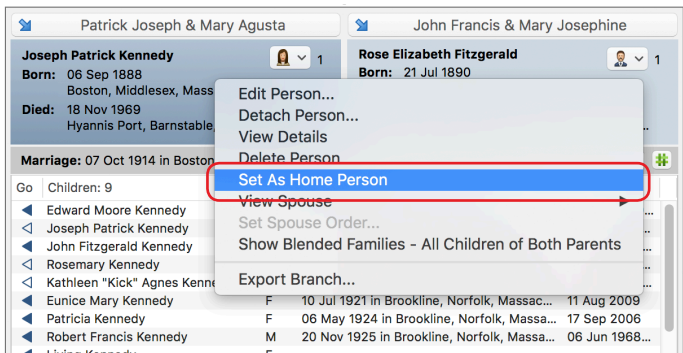 Patrick Joseph & Mary Agusta
John Francis & Mary Josephine
Joseph Patrick Kennedy
1
Rose Elizabeth Fitzgerald
1
Born: 06 Sep 1888
Boston, Middlesex, Mass
Born: 21 Jul 1890
Died: 18 Nov 1969
Hyannis Port, Barnstable,
...
Marriage: 07 Oct 1914 in Boston
Edit Person...
Detach Person...
View Details
Delete Person
Set As Home Person
View Spouse
Set Spouse Order...
Show Blended Families - All Children of Both Parents
Export Branch...
Go Children: 9
Edward Moore Kennedy
Joseph Patrick Kennedy
John Fitzgerald Kennedy
Rosemary Kennedy
Kathleen "Kick" Agnes Kenne
Eunice Mary Kennedy F 10 Jul 1921 in Brookline, Norfolk, Massac... 11 Aug 2009
Patricia Kennedy F 06 May 1924 in Brookline, Norfolk, Massa... 17 Sep 2006
Robert Francis Kennedy M 20 Nov 1925 in Brookline, Norfolk, Massa... 06 Jun 1968...